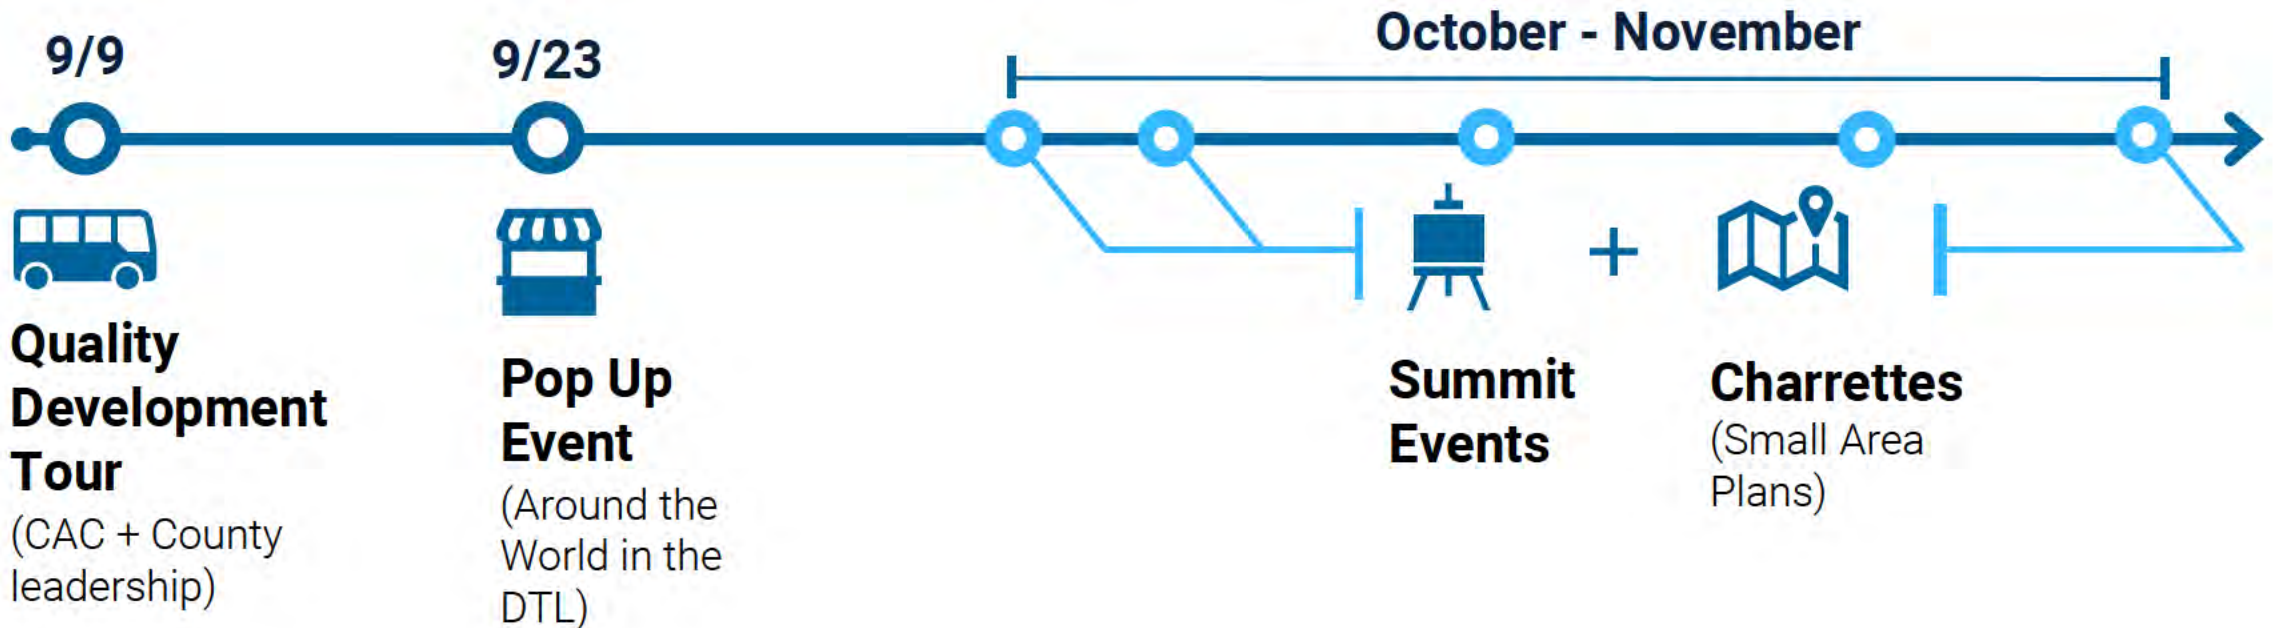 9/9
9/23
October - November
Quality
Development
Tour
(CAC + County
leadership)
Pop Up
Event
(Around the
World in the
DTL)
+
Summit
Events
Charrettes
(Small Area
Plans)